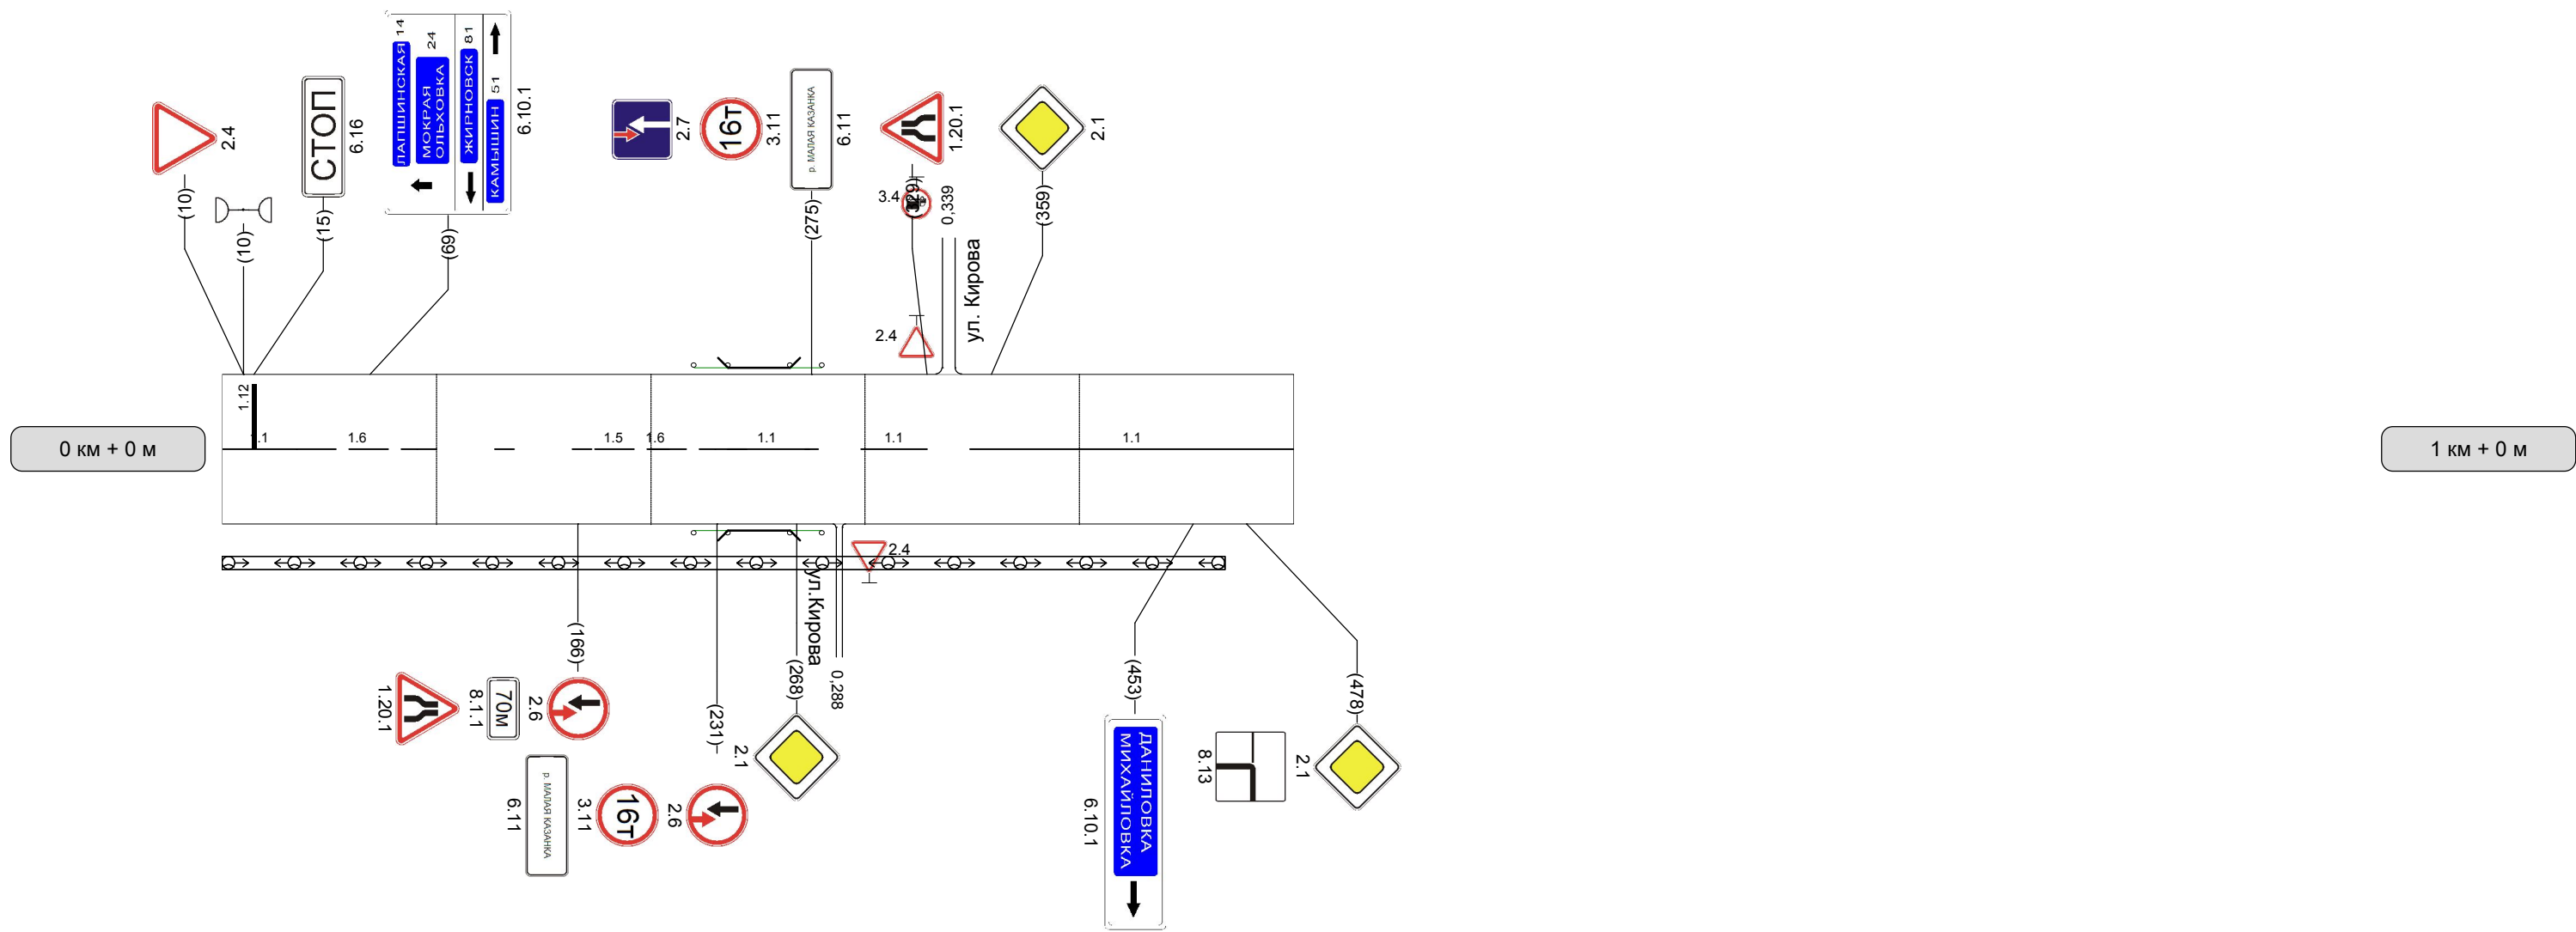 ЛАПШИНСКАЯ 14
МОКРАЯ
ОЛЬХОВКА
24
ЖИРНОВСК 81
КАМЫШИН 51
6.10.1
2.4
(10)
(10)
СТОП
6.16
(15)
(69)
2.7
16т
3.11
р. МАЛАЯ КАЗАНКА
6.11
(275)
1.20.1
3.4
0,339
2.4
ул. Кирова
2.1
(359)
1.12
1.6
1.5
1.6
1.1
1.1
1.1
0 км + 0 м
1 км + 0 м
2.4
ул.Кирова
0,288
(166)
1.20.1
8.1.1
70м
2.6
(231)
6.11
р. МАЛАЯ КАЗАНКА
3.11
16т
2.6
(268)
2.1
(453)
ДАНИЛОВКА
МИХАЙЛОВКА
6.10.1
(478)
8.13
2.1